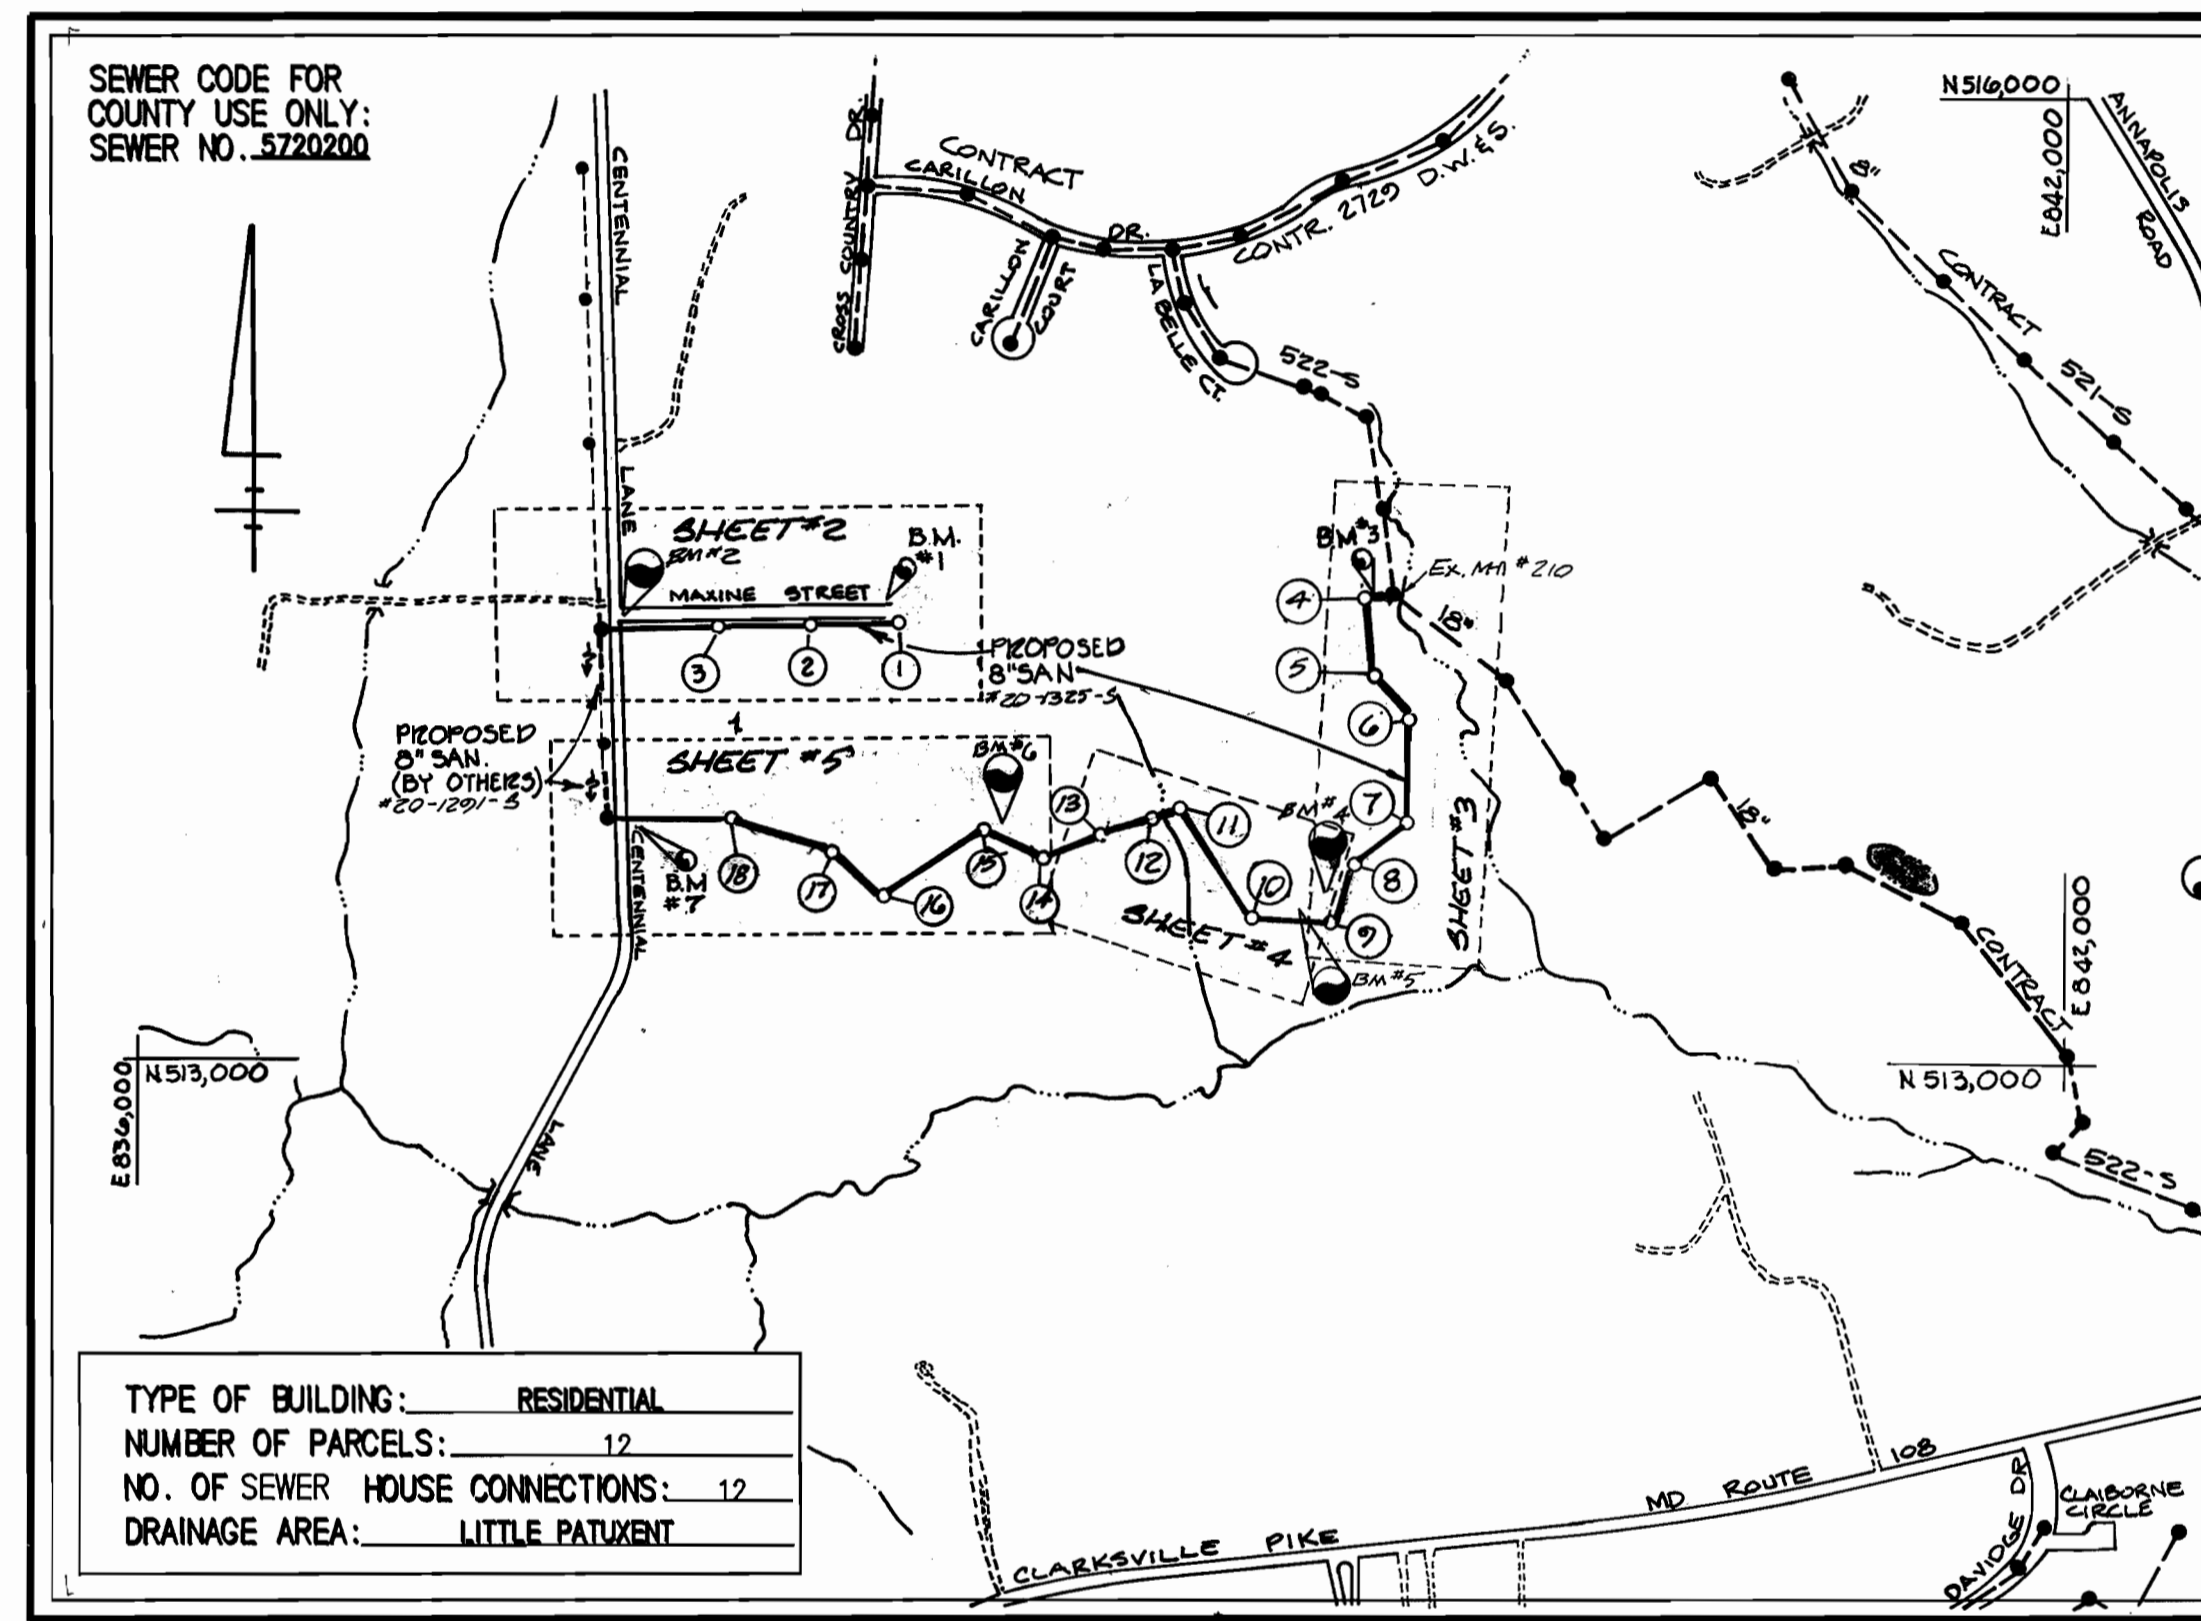 SEWER CODE FOR
COUNTY USE ONLY:
SEWER NO. 5720200
CENTENNIAL
LANE
CROSS COUNTRY DR.
CONTRACT
CARILLON
DR.
CARILLON
COURT
CONTR. 2729 D.W.&S.
LA BELLE CT.
522-S
8"
CONTRACT
521-S
N516,000
E842,000
ANNAPOLIS
ROAD
SHEET #2
BM#2
B.M.
#1
MAXINE STREET
3
2
1
PROPOSED
8"SAN
#20-1325-S
PROPOSED
8" SAN.
(BY OTHERS)
#20-1291-S
BM#3
EX. MH #210
18"
4
5
6
7
8
9
SHEET #3
SHEET #5
BM#6
13
11
12
BM#4
10
18
17
16
15
14
B.M
#7
CENTENNIAL
SHEET #4
BM#5
18"
CONTRACT
E842,000
N513,000
522-S
E836,000
N513,000
LANE
TYPE OF BUILDING: RESIDENTIAL
NUMBER OF PARCELS: 12
NO. OF SEWER HOUSE CONNECTIONS: 12
DRAINAGE AREA: LITTLE PATUXENT
CLARKSVILLE PIKE
MD ROUTE 108
DAVIDGE DR
CLAIBORNE
CIRCLE